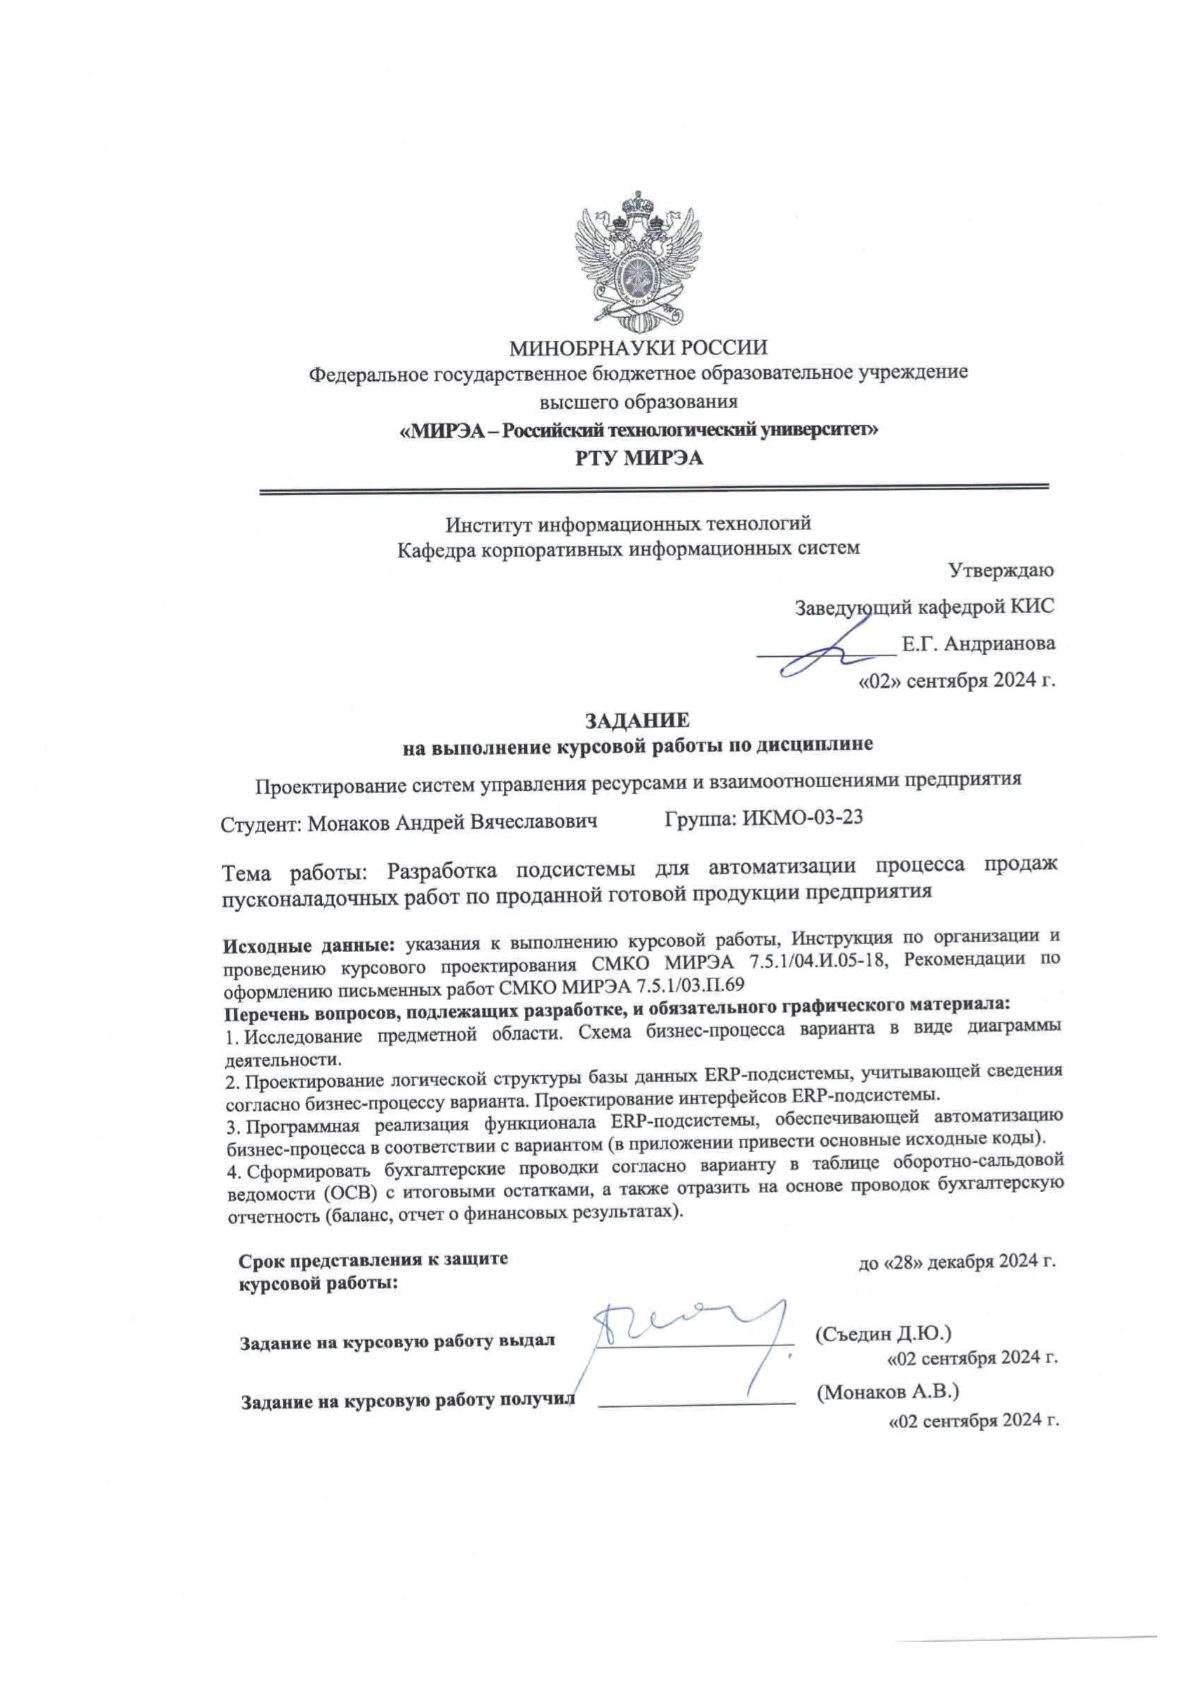 МИНОБРНАУКИ РОССИИ
Федеральное государственное бюджетное образовательное учреждение
высшего образования
«МИРЭА – Российский технологический университет»
РТУ МИРЭА
Институт информационных технологий
Кафедра корпоративных информационных систем
Утверждаю
Заведующий кафедрой КИС
Е.Г. Андрианова
«02» сентября 2024 г.
ЗАДАНИЕ
на выполнение курсовой работы по дисциплине
Проектирование систем управления ресурсами и взаимоотношениями предприятия
Студент: Монаков Андрей Вячеславович Группа: ИКМО-03-23
Тема работы: Разработка подсистемы для автоматизации процесса продаж
пусконаладочных работ по проданной готовой продукции предприятия
Исходные данные: указания к выполнению курсовой работы, Инструкция по организации и
проведению курсового проектирования СМКО МИРЭА 7.5.1/04.И.05-18, Рекомендации по
оформлению письменных работ СМКО МИРЭА 7.5.1/03.П.69
Перечень вопросов, подлежащих разработке, и обязательного графического материала:
1. Исследование предметной области. Схема бизнес-процесса варианта в виде диаграммы
деятельности.
2. Проектирование логической структуры базы данных ERP-подсистемы, учитывающей сведения
согласно бизнес-процессу варианта. Проектирование интерфейсов ERP-подсистемы.
3. Программная реализация функционала ERP-подсистемы, обеспечивающей автоматизацию
бизнес-процесса в соответствии с вариантом (в приложении привести основные исходные коды).
4. Сформировать бухгалтерские проводки согласно варианту в таблице оборотно-сальдовой
ведомости (ОСВ) с итоговыми остатками, а также отразить на основе проводок бухгалтерскую
отчетность (баланс, отчет о финансовых результатах).
Срок представления к защите
курсовой работы: до «28» декабря 2024 г.
Задание на курсовую работу выдал (Съедин Д.Ю.)
«02 сентября 2024 г.
Задание на курсовую работу получил (Монаков А.В.)
«02 сентября 2024 г.